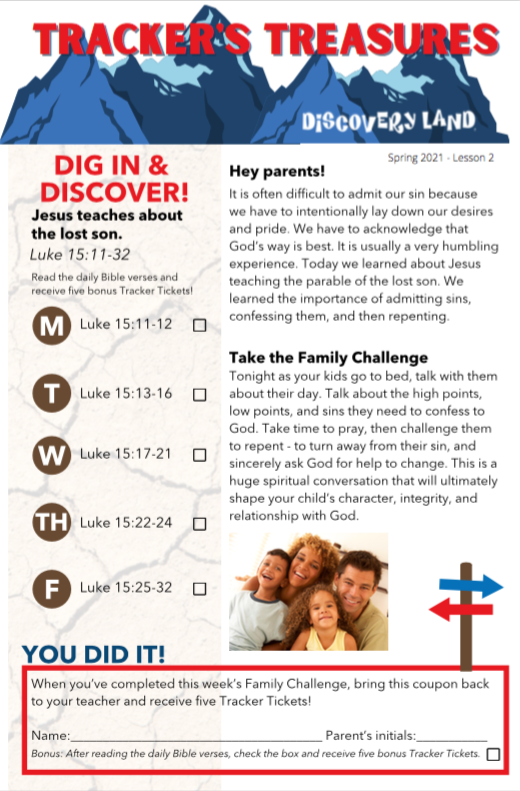 TRACKER'S TREASURES
DISCOVERY LAND
Spring 2021 - Lesson 2
DIG IN &
DISCOVER!
Jesus teaches about
the lost son.
Luke 15:11-32
Read the daily Bible verses and
receive five bonus Tracker Tickets!
M Luke 15:11-12
T Luke 15:13-16
W Luke 15:17-21
TH Luke 15:22-24
F Luke 15:25-32
Hey parents!
It is often difficult to admit our sin because
we have to intentionally lay down our desires
and pride. We have to acknowledge that
God's way is best. It is usually a very humbling
experience. Today we learned about Jesus
teaching the parable of the lost son. We
learned the importance of admitting sins,
confessing them, and then repenting.
Take the Family Challenge
Tonight as your kids go to bed, talk with them
about their day. Talk about the high points,
low points, and sins they need to confess to
God. Take time to pray, then challenge them
to repent - to turn away from their sin, and
sincerely ask God for help to change. This is a
huge spiritual conversation that will ultimately
shape your child's character, integrity, and
relationship with God.
YOU DID IT!
When you've completed this week's Family Challenge, bring this coupon back
to your teacher and receive five Tracker Tickets!
Name:____________________ Parent's initials:__________
Bonus: After reading the daily Bible verses, check the box and receive five bonus Tracker Tickets.